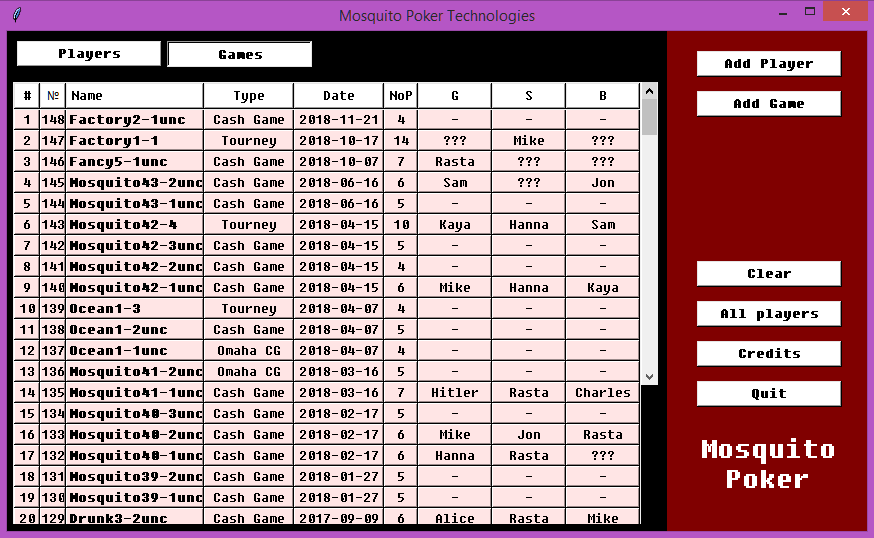 Mosquito Poker Technologies
Players Games
# № Name Type Date NoP G S B
1 148 Factory2-1unc Cash Game 2018-11-21 4 - - -
2 147 Factory1-1 Tourney 2018-10-17 14 ??? Mike ???
3 146 Fancy5-1unc Cash Game 2018-10-07 7 Rasta ??? ???
4 145 Mosquito43-2unc Cash Game 2018-06-16 6 Sam ??? Jon
5 144 Mosquito43-1unc Cash Game 2018-06-16 5 - - -
6 143 Mosquito42-4 Tourney 2018-04-15 10 Kaya Hanna Sam
7 142 Mosquito42-3unc Cash Game 2018-04-15 5 - - -
8 141 Mosquito42-2unc Cash Game 2018-04-15 4 - - -
9 140 Mosquito42-1unc Cash Game 2018-04-15 6 Mike Hanna Kaya
10 139 Ocean1-3 Tourney 2018-04-07 4 - - -
11 138 Ocean1-2unc Cash Game 2018-04-07 5 - - -
12 137 Ocean1-1unc Omaha CG 2018-04-07 4 - - -
13 136 Mosquito41-2unc Omaha CG 2018-03-16 5 - - -
14 135 Mosquito41-1unc Cash Game 2018-03-16 7 Hitler Rasta Charles
15 134 Mosquito40-3unc Cash Game 2018-02-17 5 - - -
16 133 Mosquito40-2unc Cash Game 2018-02-17 6 Mike Jon Rasta
17 132 Mosquito40-1unc Cash Game 2018-02-17 6 Hanna Rasta ???
18 131 Mosquito39-2unc Cash Game 2018-01-27 5 - - -
19 130 Mosquito39-1unc Cash Game 2018-01-27 5 - - -
20 129 Drunk3-2unc Cash Game 2017-09-09 6 Alice Rasta Mike
Add Player
Add Game
Clear
All players
Credits
Quit
Mosquito
Poker